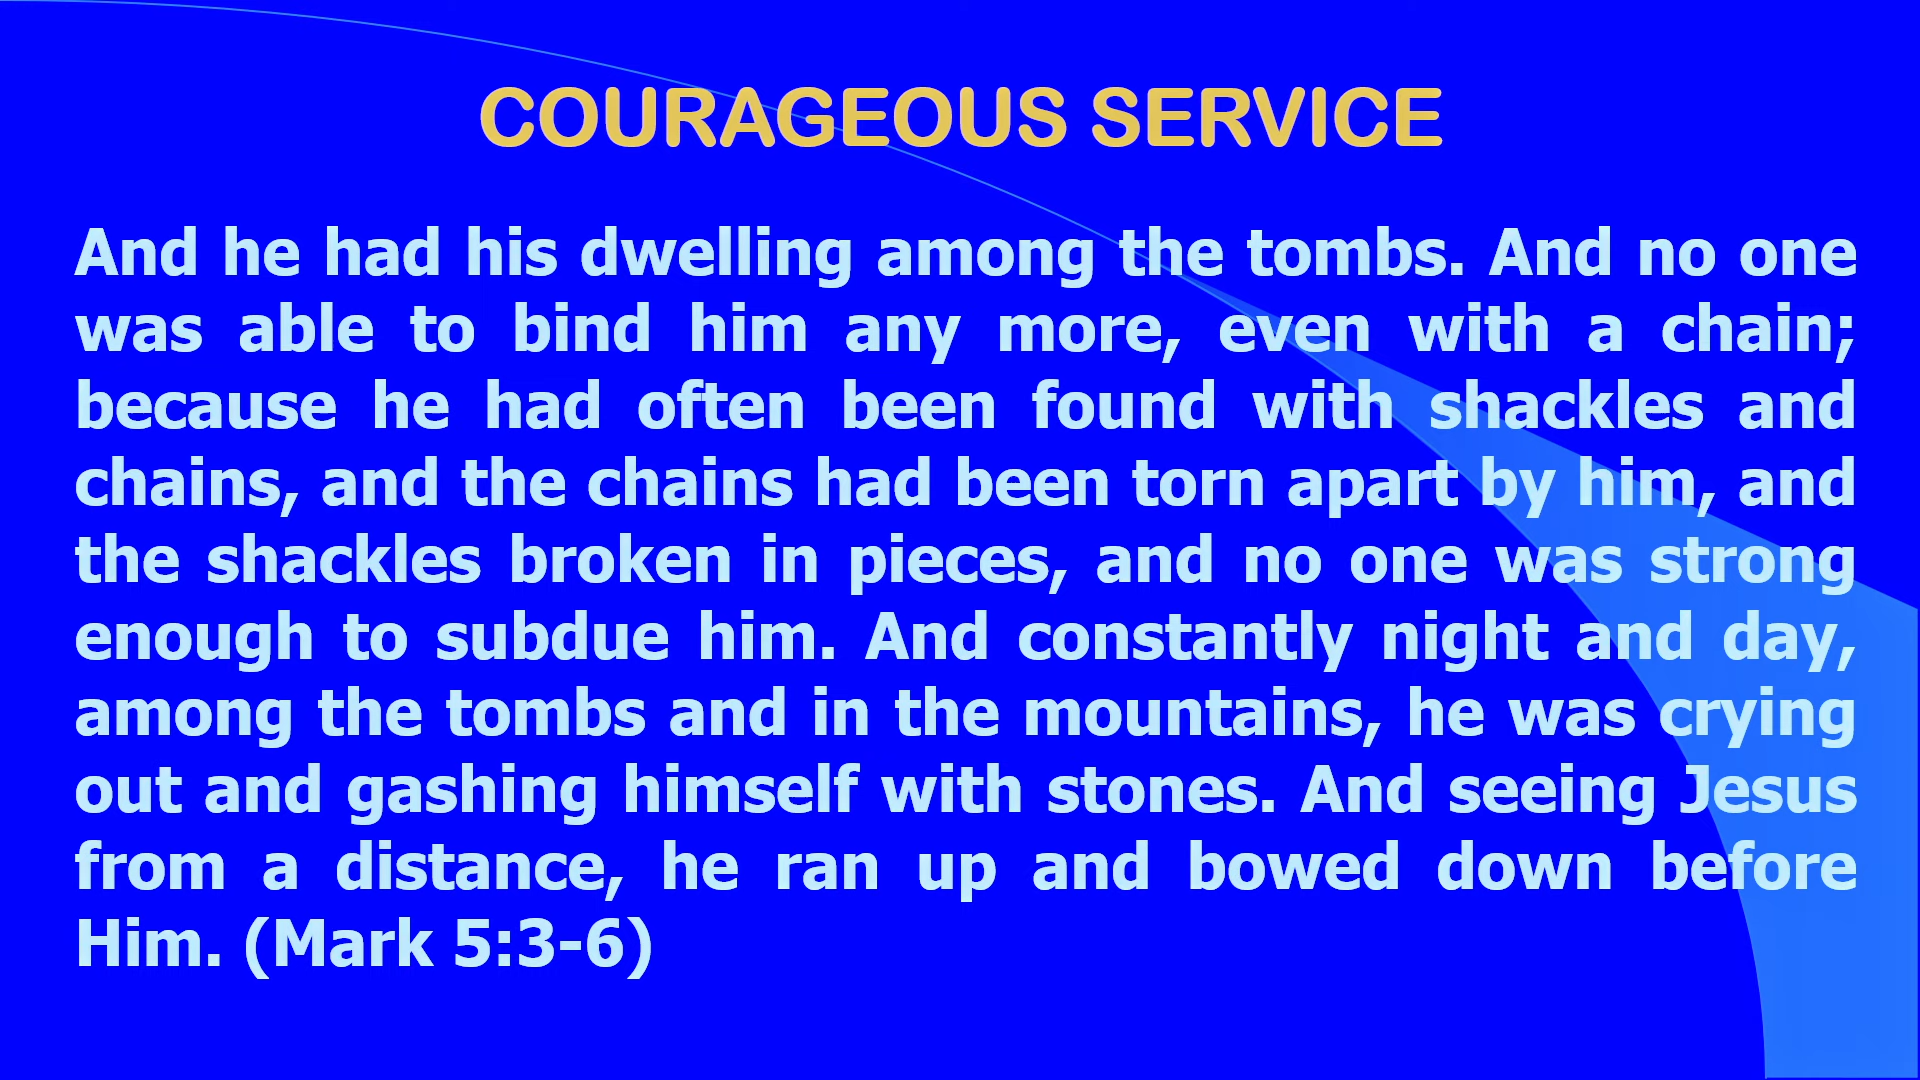 COURAGEOUS SERVICE
And he had his dwelling among the tombs. And no one
was able to bind him any more, even with a chain;
because he had often been found with shackles and
chains, and the chains had been torn apart by him, and
the shackles broken in pieces, and no one was strong
enough to subdue him. And constantly night and day,
among the tombs and in the mountains, he was crying
out and gashing himself with stones. And seeing Jesus
from a distance, he ran up and bowed down before
Him. (Mark 5:3-6)